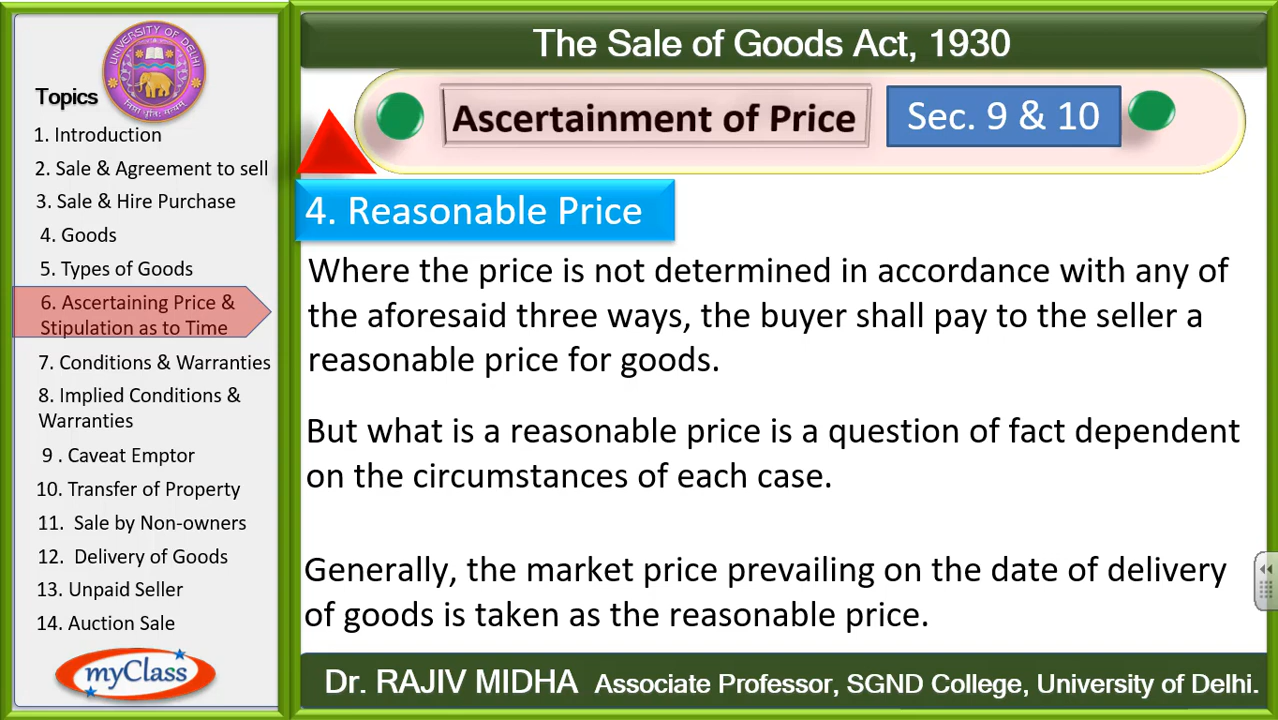 UNIVERSITY OF DELHI
Topics
1. Introduction
2. Sale & Agreement to sell
3. Sale & Hire Purchase
4. Goods
5. Types of Goods
6. Ascertaining Price &
Stipulation as to Time
7. Conditions & Warranties
8. Implied Conditions &
Warranties
9 . Caveat Emptor
10. Transfer of Property
11. Sale by Non-owners
12. Delivery of Goods
13. Unpaid Seller
14. Auction Sale
myClass
The Sale of Goods Act, 1930
Ascertainment of Price
Sec. 9 & 10
4. Reasonable Price
Where the price is not determined in accordance with any of
the aforesaid three ways, the buyer shall pay to the seller a
reasonable price for goods.
But what is a reasonable price is a question of fact dependent
on the circumstances of each case.
Generally, the market price prevailing on the date of delivery
of goods is taken as the reasonable price.
Dr. RAJIV MIDHA Associate Professor, SGND College, University of Delhi.